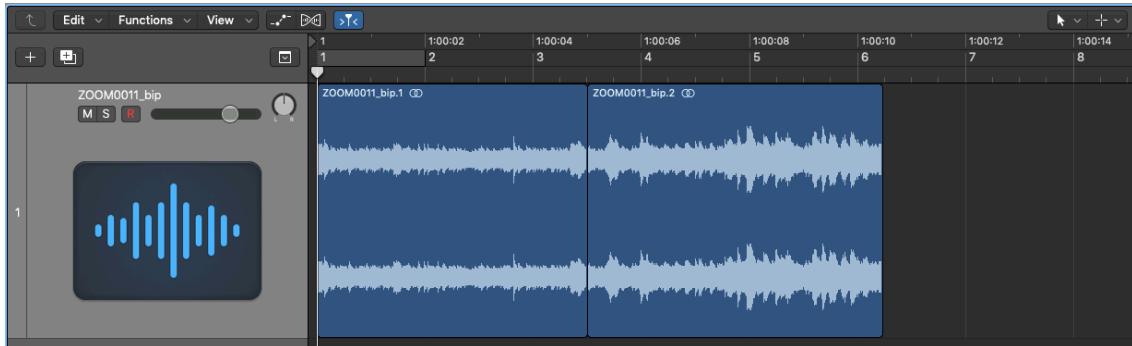 Edit Functions View
1 1:00:02 1:00:04 1:00:06 1:00:08 1:00:10 1:00:12 1:00:14
1 2 3 4 5 6 7 8
ZOOM0011_bip
M S R
L R
1
ZOOM0011_bip.1 ZOOM0011_bip.2